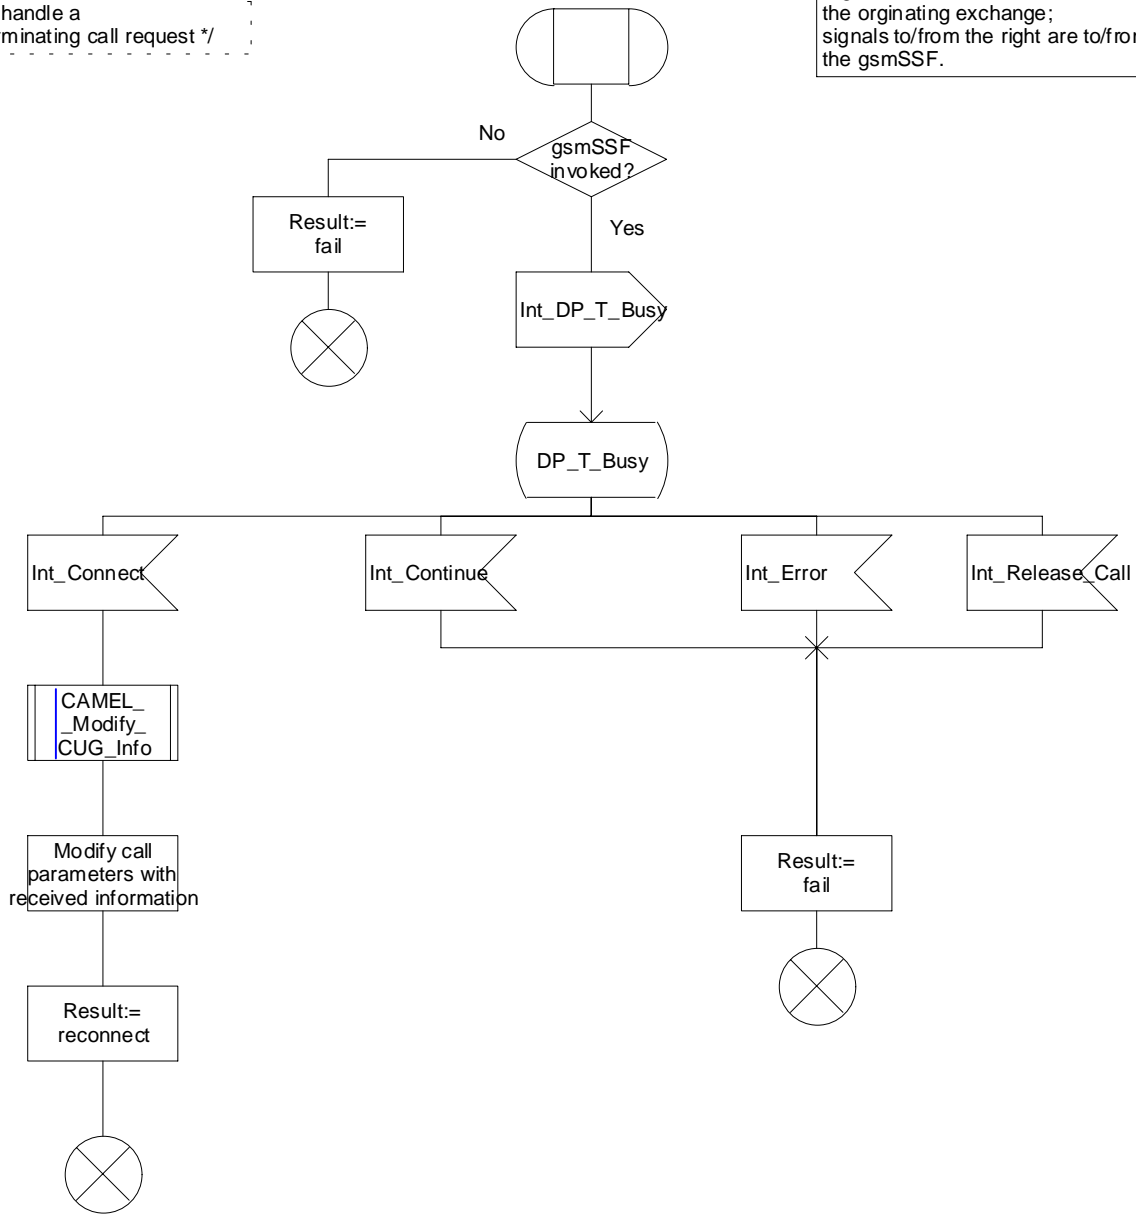 handle a
minating call request */
the orginating exchange;
signals to/from the right are to/from
the gsmSSF.
No
gsmSSF
invoked?
Result:=
fail
Yes
Int_DP_T_Busy
DP_T_Busy
Int_Connect
Int_Continue
Int_Error
Int_Release_Call
CAMEL_
_Modify_
CUG_Info
Modify call
parameters with
received information
Result:=
fail
Result:=
reconnect